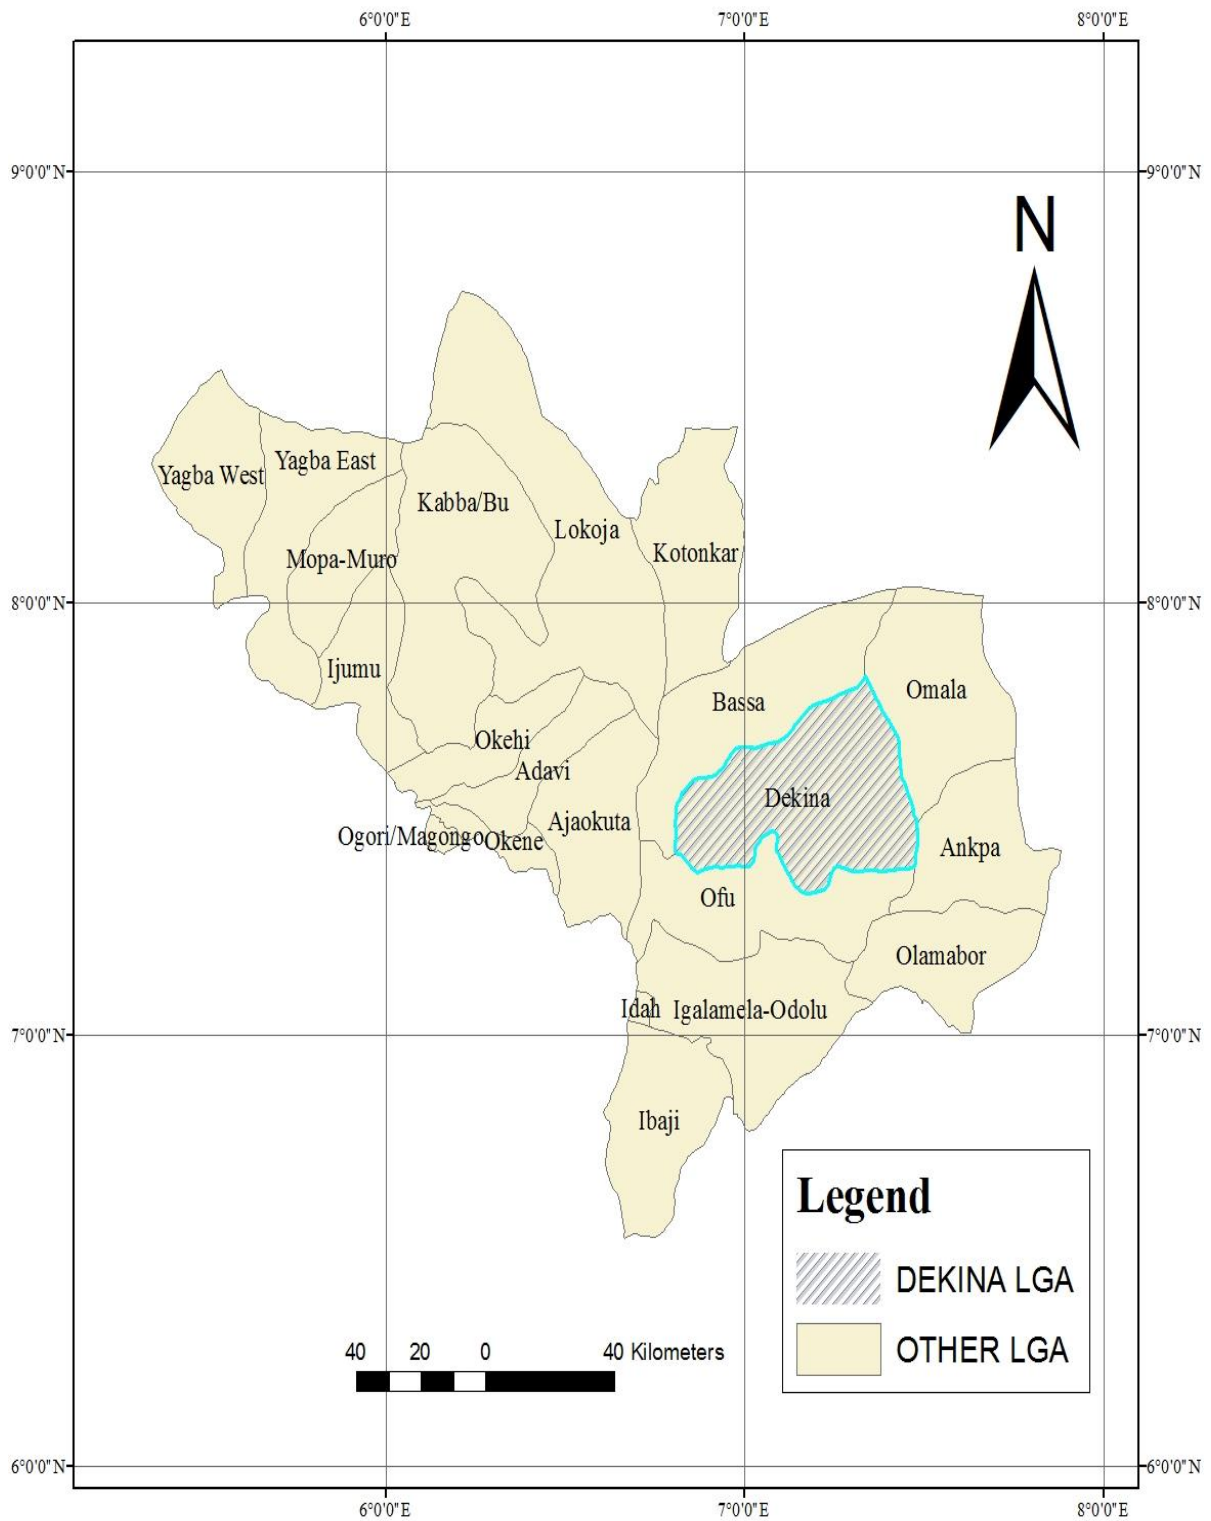 6°0'0"E 7°0'0"E 8°0'0"E
9°0'0"N 9°0'0"N
N
Yagba West Yagba East
Kabba/Bu
Lokoja
Mopa-Muro Kotonkar
8°0'0"N 8°0'0"N
Ijumu
Omala
Bassa
Okehi
Adavi
Dekina
Ajaokuta
Ogori/Magongo Okene
Ankpa
Ofu
Olamabor
Idah Igalamela-Odolu
7°0'0"N 7°0'0"N
Ibaji
Legend
DEKINA LGA
OTHER LGA
40 20 0 40 Kilometers
6°0'0"N 6°0'0"N
6°0'0"E 7°0'0"E 8°0'0"E